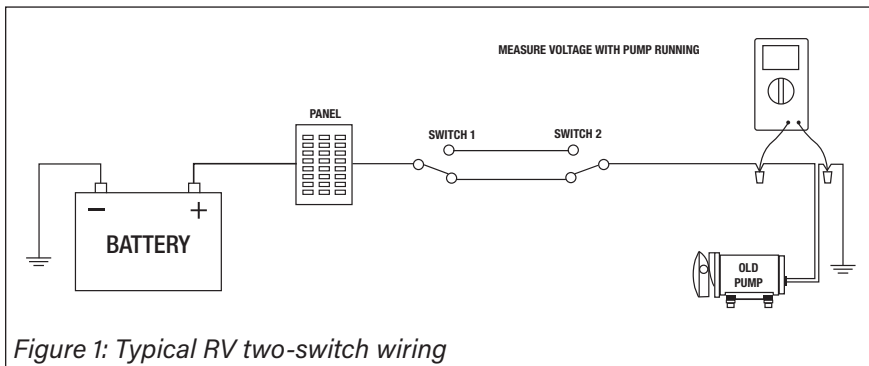 MEASURE VOLTAGE WITH PUMP RUNNING
PANEL
SWITCH 1
SWITCH 2
– +
BATTERY
OLD
PUMP
Figure 1: Typical RV two-switch wiring